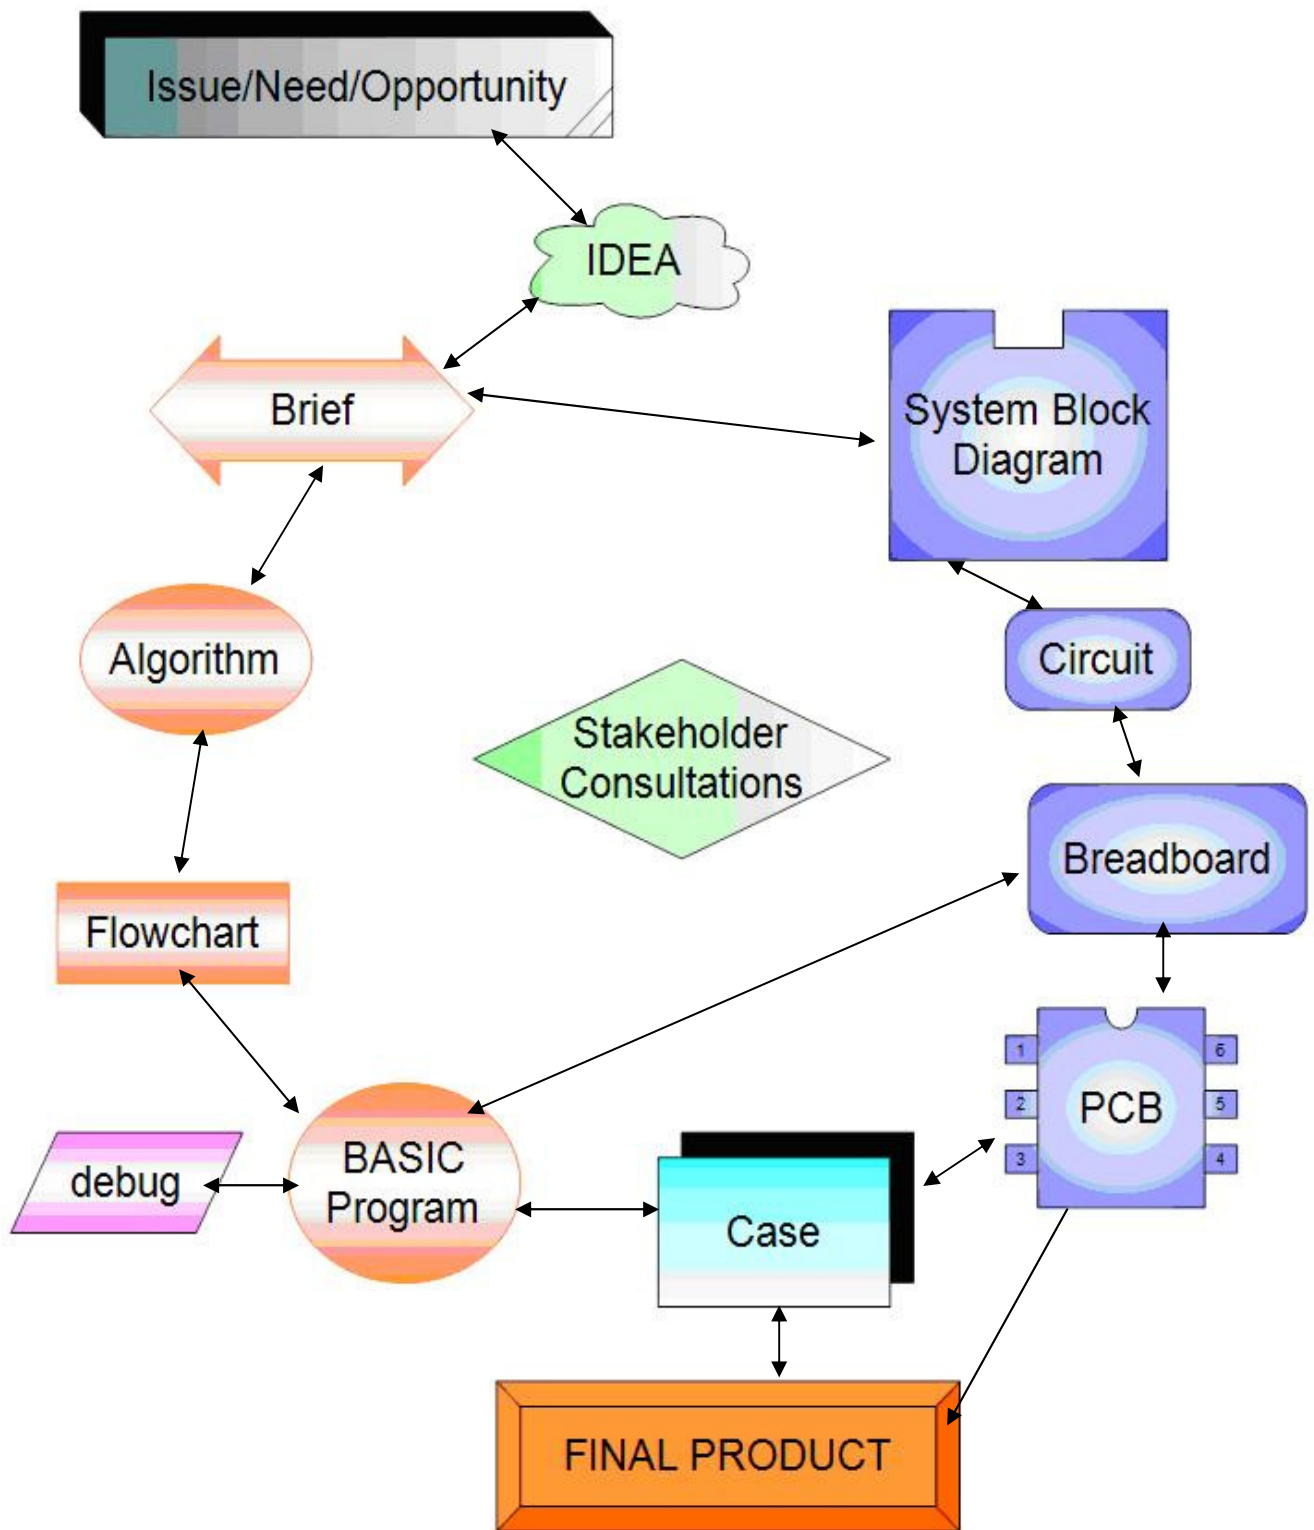 Issue/Need/Opportunity
IDEA
Brief
System Block
Diagram
Algorithm
Circuit
Stakeholder
Consultations
Breadboard
Flowchart
1
6
2
PCB
5
3
4
debug
BASIC
Program
Case
FINAL PRODUCT